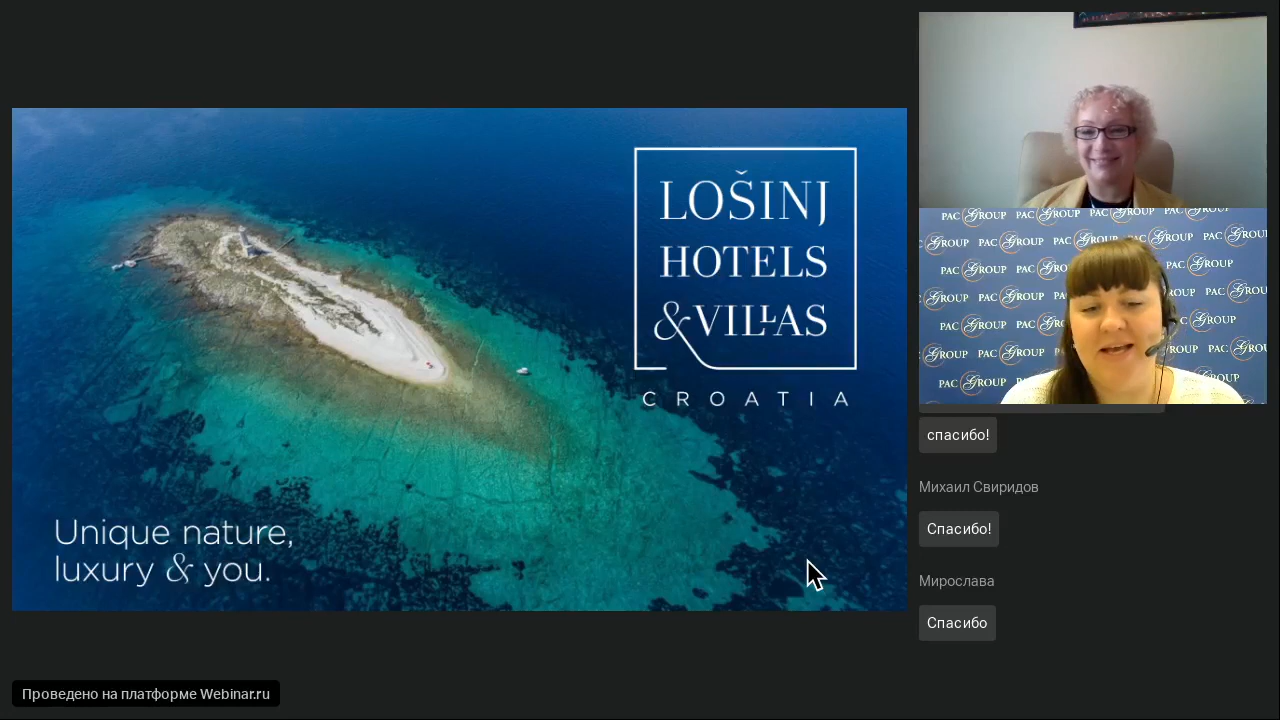 LOŠINJ
HOTELS
& VILLAS
CROATIA
Unique nature,
luxury & you.
PAC GROUP
спасибо!
Михаил Свиридов
Спасибо!
Мирослава
Спасибо
Проведено на платформе Webinar.ru